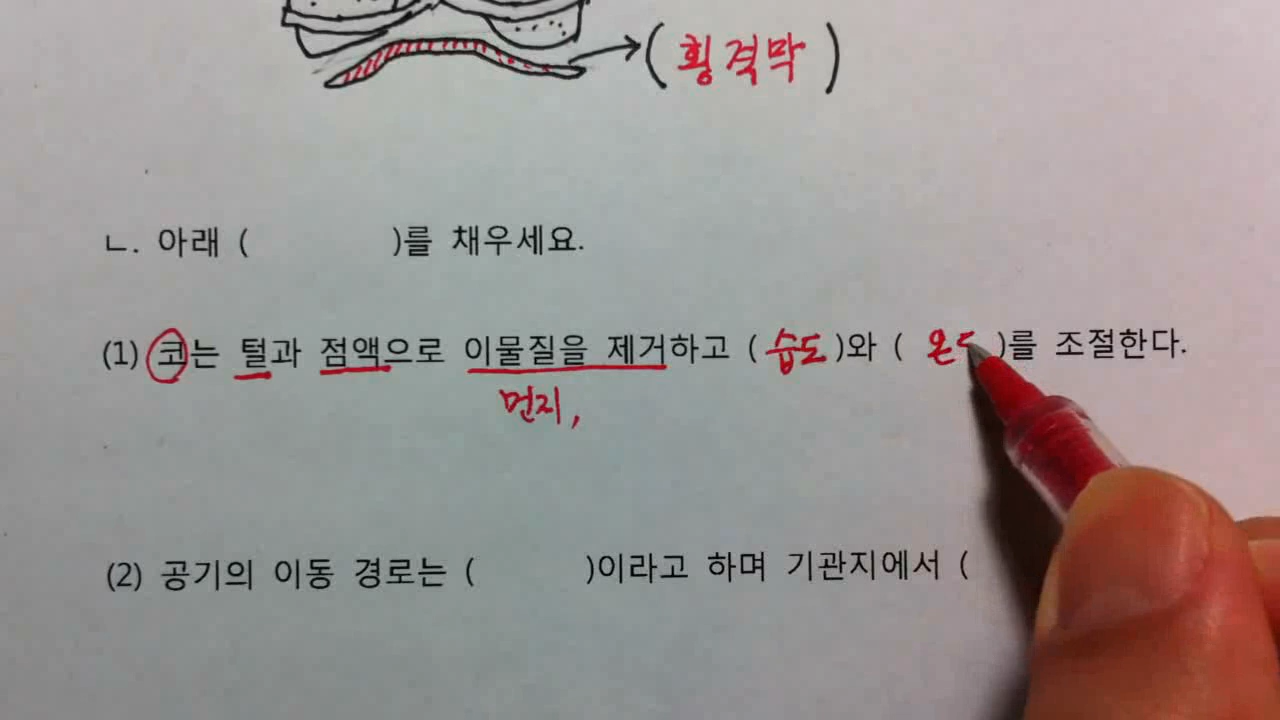 ( 횡격막 )
ㄴ. 아래 ( )를 채우세요.
(1) 코는 털과 점액으로 이물질을 제거하고 ( 습도 )와 ( 온도 )를 조절한다.
먼지,
(2) 공기의 이동 경로는 ( )이라고 하며 기관지에서 (